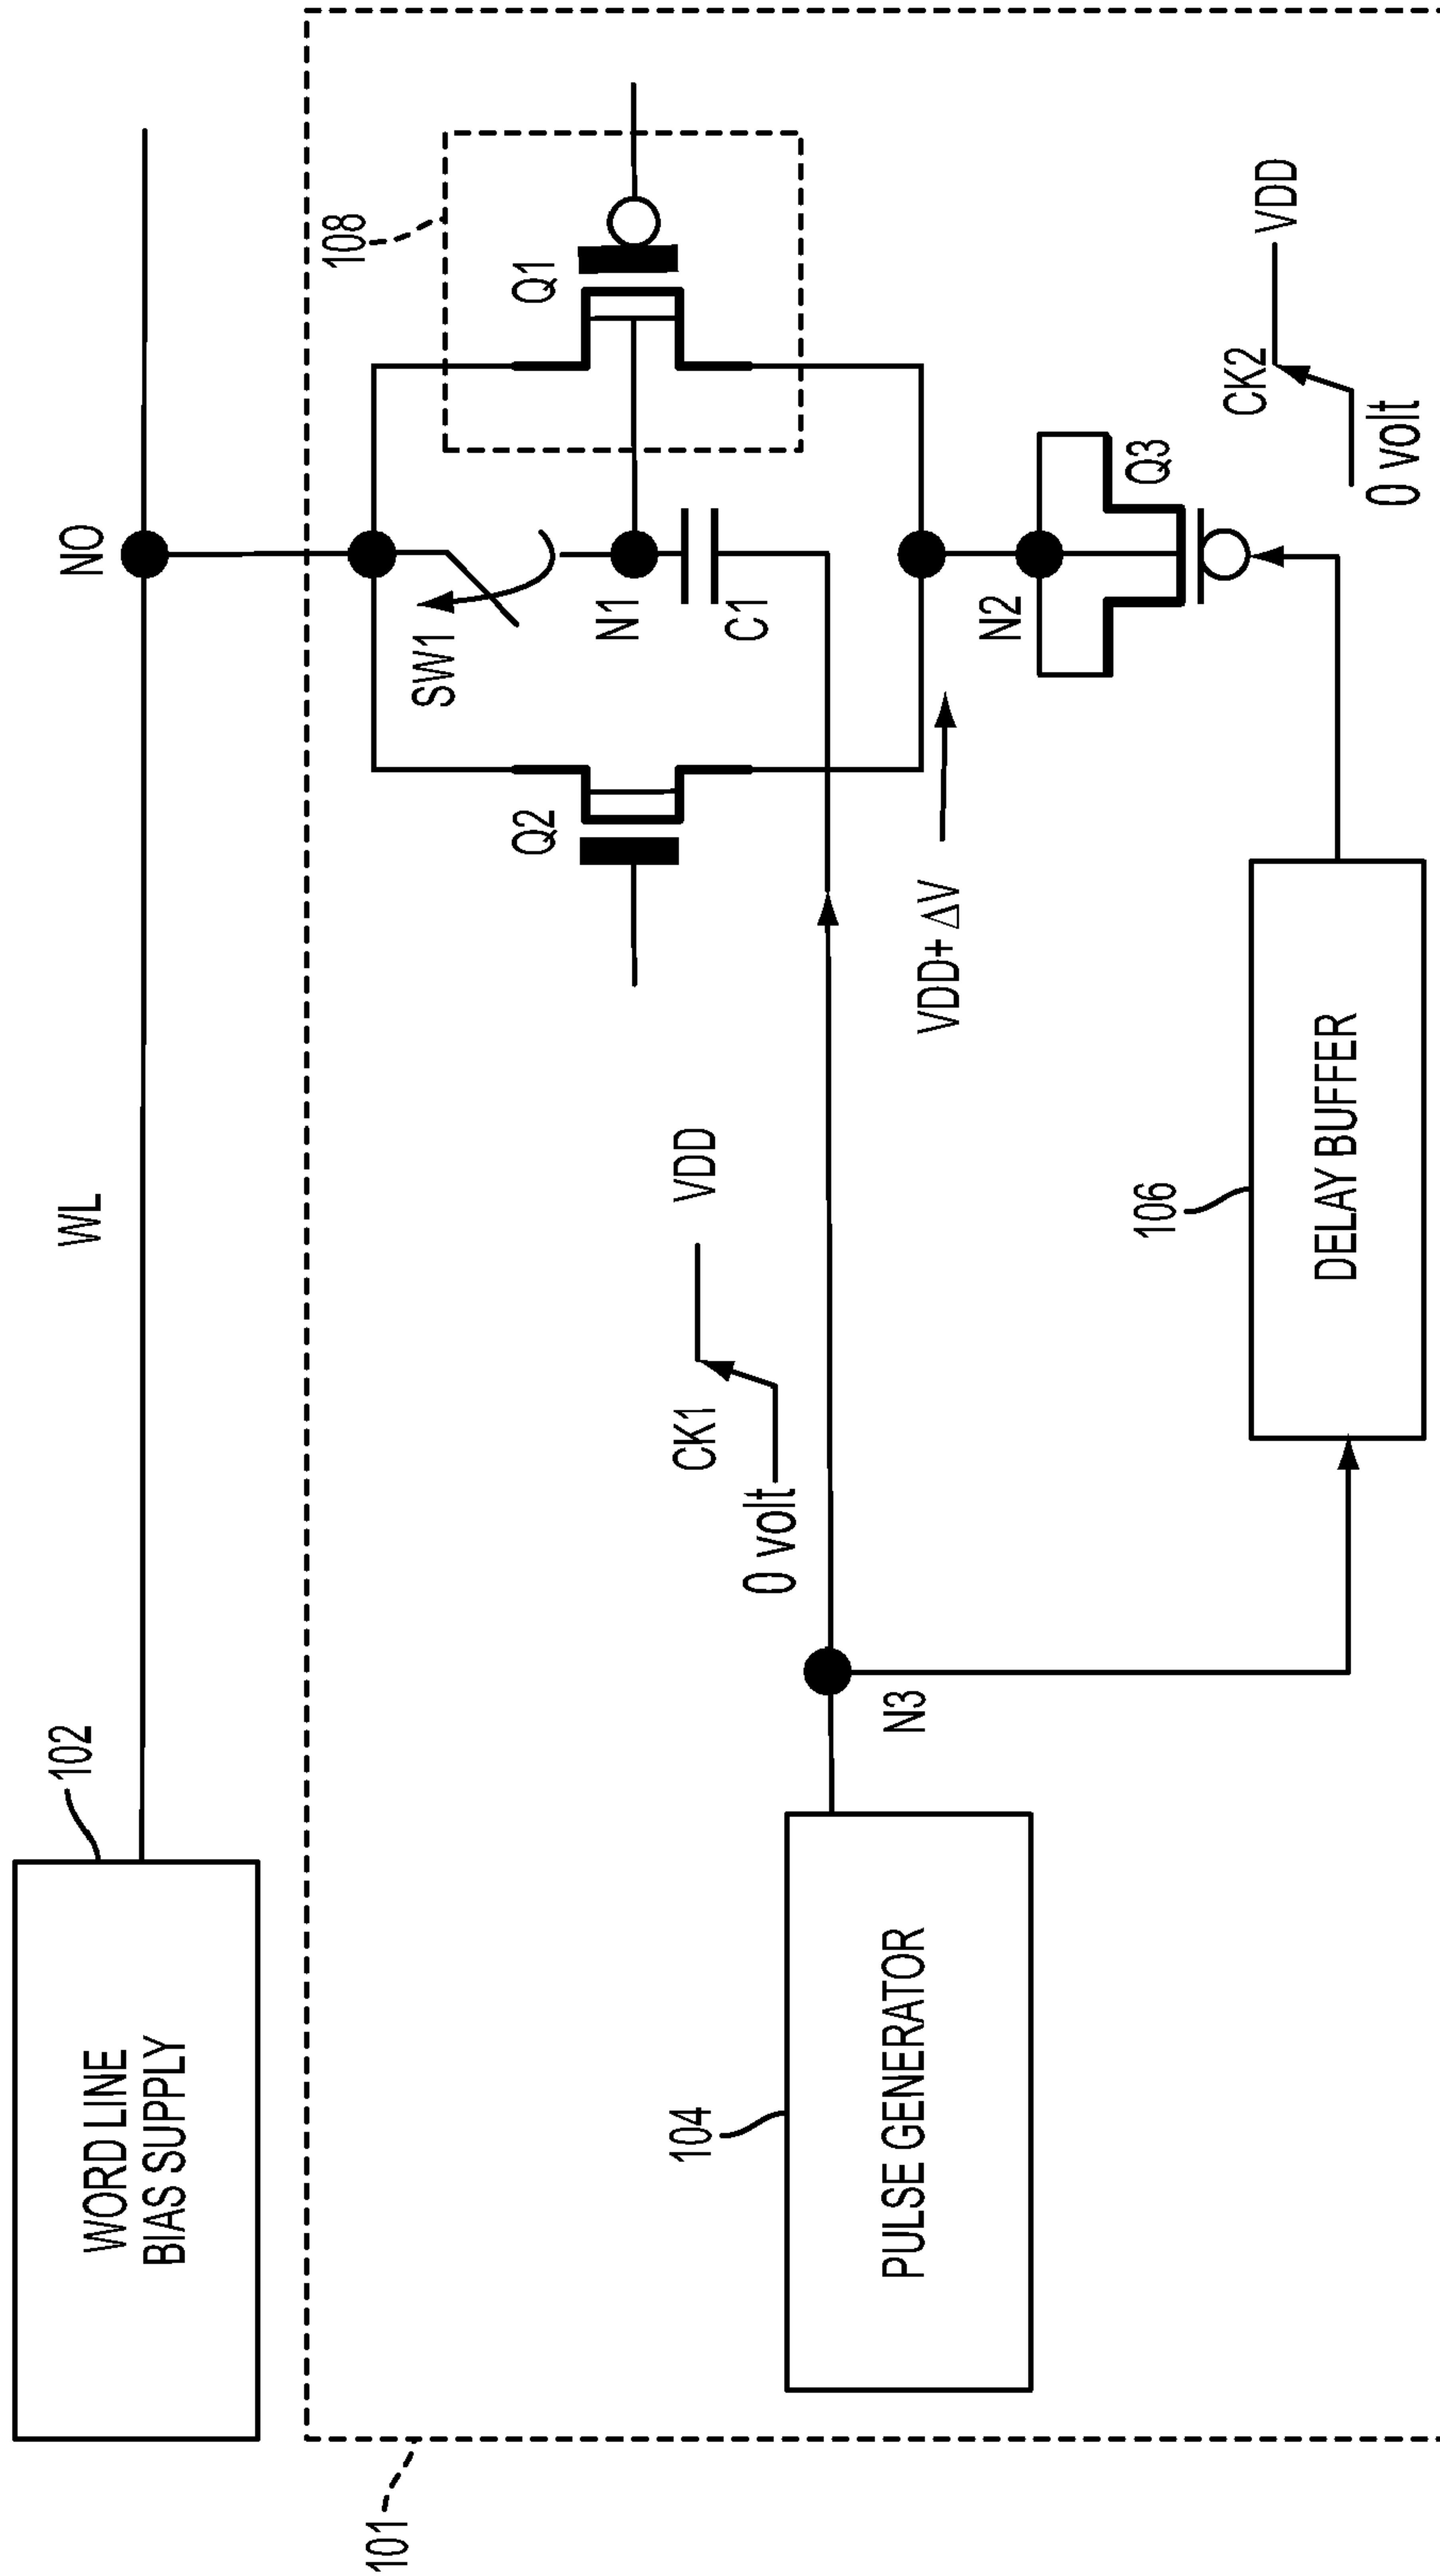 WORD LINE
BIAS SUPPLY
102
WL
NO
101
108
SW1
Q1
Q2
N1
C1
104
PULSE GENERATOR
N3
CK1
VDD
0 volt
VDD+ ΔV
N2
Q3
106
DELAY BUFFER
CK2
VDD
0 volt